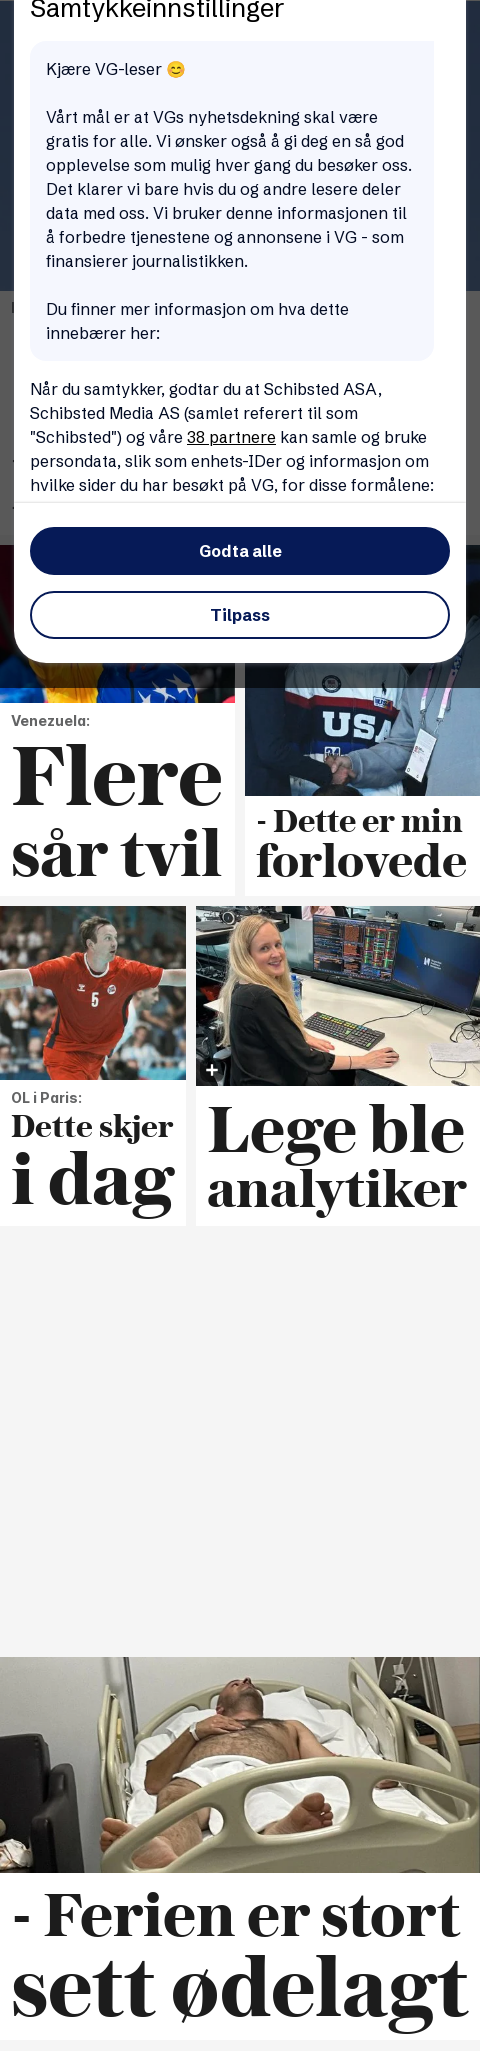 Samtykkeinnstillinger
Kjære VG-leser 😊
Vårt mål er at VGs nyhetsdekning skal være
gratis for alle. Vi ønsker også å gi deg en så god
opplevelse som mulig hver gang du besøker oss.
Det klarer vi bare hvis du og andre lesere deler
data med oss. Vi bruker denne informasjonen til
å forbedre tjenestene og annonsene i VG - som
finansierer journalistikken.
Du finner mer informasjon om hva dette
innebærer her:
Når du samtykker, godtar du at Schibsted ASA,
Schibsted Media AS (samlet referert til som
"Schibsted") og våre 38 partnere kan samle og bruke
persondata, slik som enhets-IDer og informasjon om
hvilke sider du har besøkt på VG, for disse formålene:
Godta alle
Tilpass
USA
Venezuela:
Flere
sår tvil
- Dette er min
forlovede
5
OL i Paris:
Dette skjer
i dag
Lege ble
analytiker
- Ferien er stort
sett ødelagt